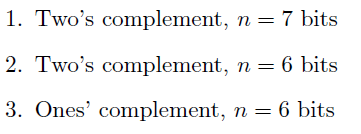 1. Two's complement, n = 7 bits
2. Two's complement, n = 6 bits
3. Ones' complement, n = 6 bits